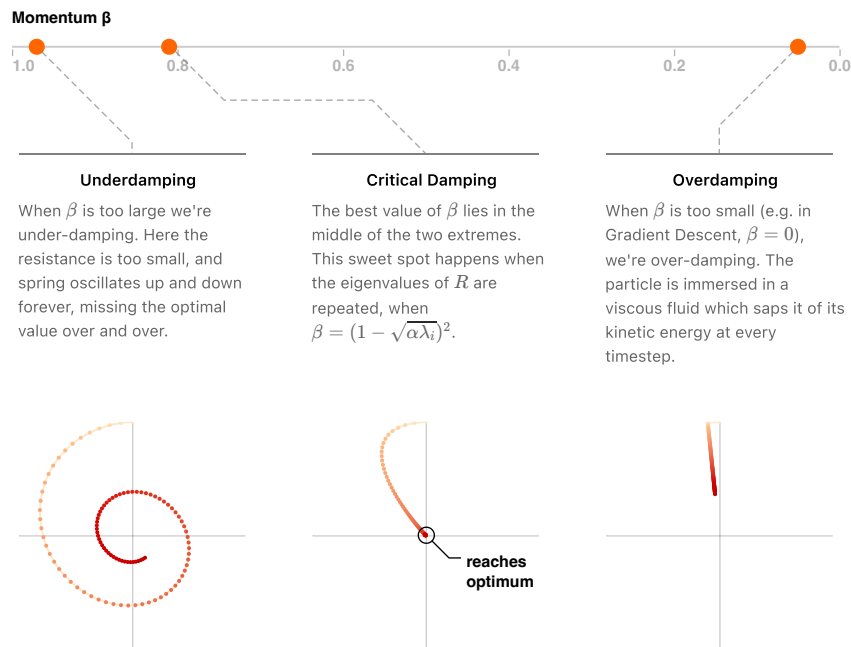 Momentum β
1.0 0.8 0.6 0.4 0.2 0.0
Underdamping
When β is too large we're
under-damping. Here the
resistance is too small, and
spring oscillates up and down
forever, missing the optimal
value over and over.
Critical Damping
The best value of β lies in the
middle of the two extremes.
This sweet spot happens when
the eigenvalues of R are
repeated, when
β = (1 − √αλᵢ)².
Overdamping
When β is too small (e.g. in
Gradient Descent, β = 0),
we're over-damping. The
particle is immersed in a
viscous fluid which saps it of its
kinetic energy at every
timestep.
reaches
optimum